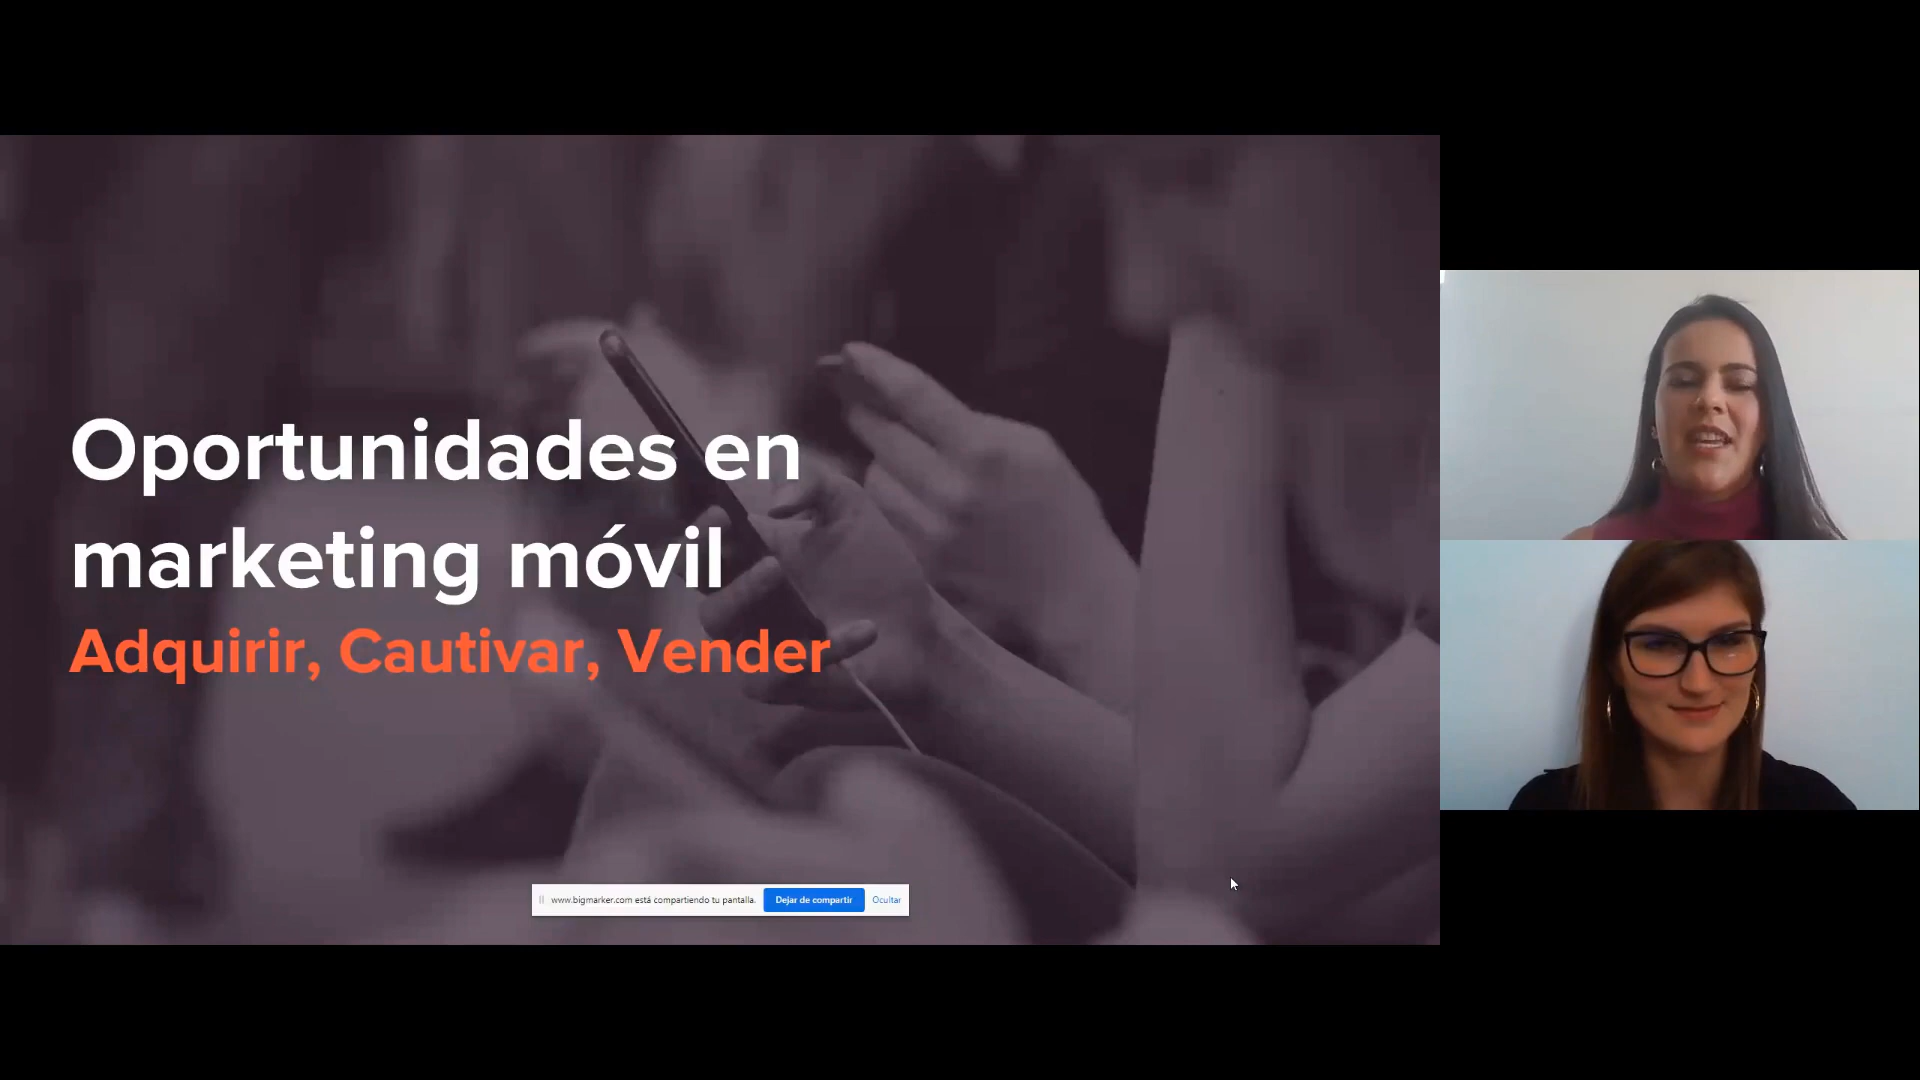 Oportunidades en
marketing móvil
Adquirir, Cautivar, Vender
www.bigmarker.com está compartiendo tu pantalla.
Dejar de compartir
Ocultar